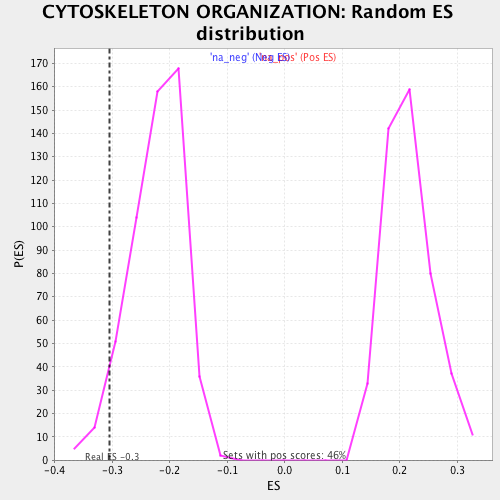 CYTOSKELETON ORGANIZATION: Random ES
distribution
'na_neg' (Neg ES) 'na_pos' (Pos ES)
170
160
150
140
130
120
110
100
90
80
70
60
50
40
30
20
10
0
P(ES)
Real ES -0.3
Sets with pos scores: 46%
-0.4 -0.3 -0.2 -0.1 0.0 0.1 0.2 0.3
ES